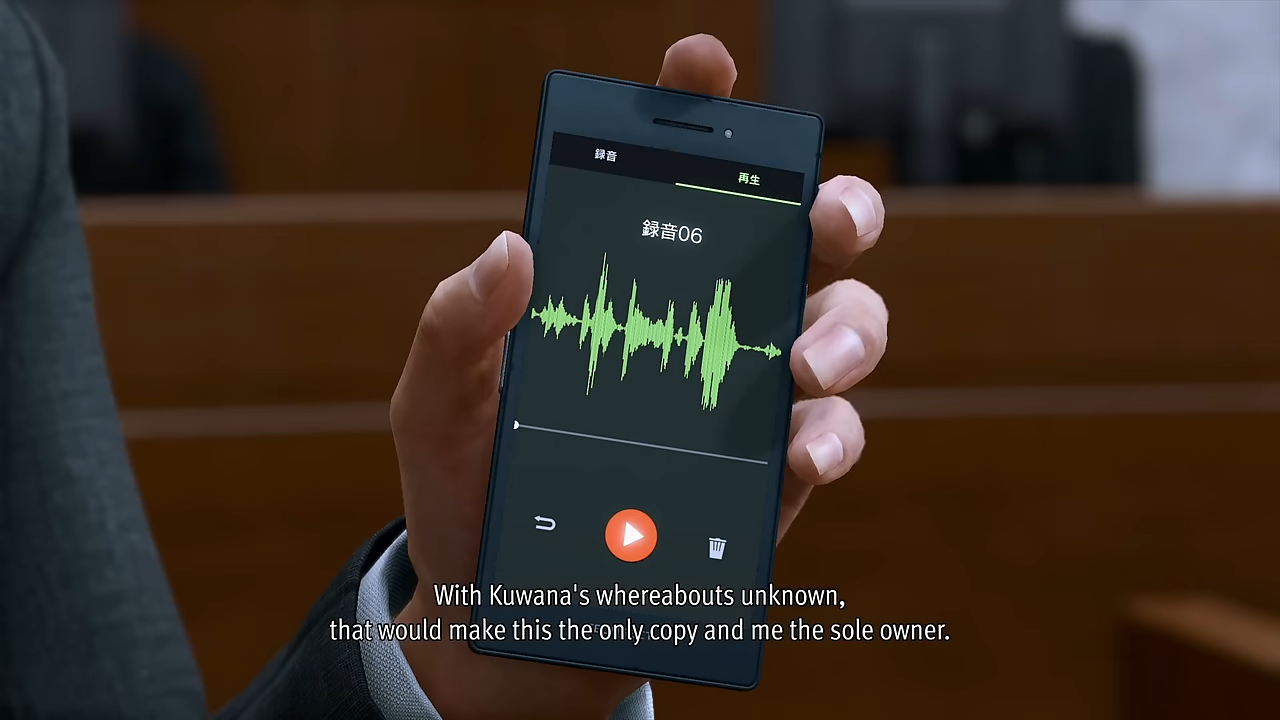 録音
再生
録音06
With Kuwana's whereabouts unknown,
that would make this the only copy and me the sole owner.